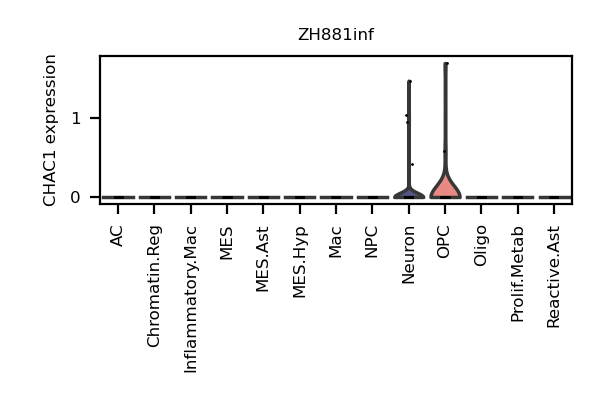 ZH881inf
CHAC1 expression
1
0
AC
Chromatin.Reg
Inflammatory.Mac
MES
MES.Ast
MES.Hyp
Mac
NPC
Neuron
OPC
Oligo
Prolif.Metab
Reactive.Ast